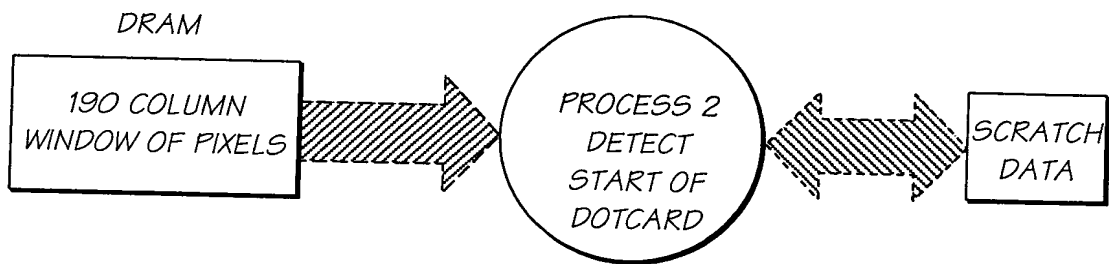 DRAM
190 COLUMN
WINDOW OF PIXELS
PROCESS 2
DETECT
START OF
DOTCARD
SCRATCH
DATA